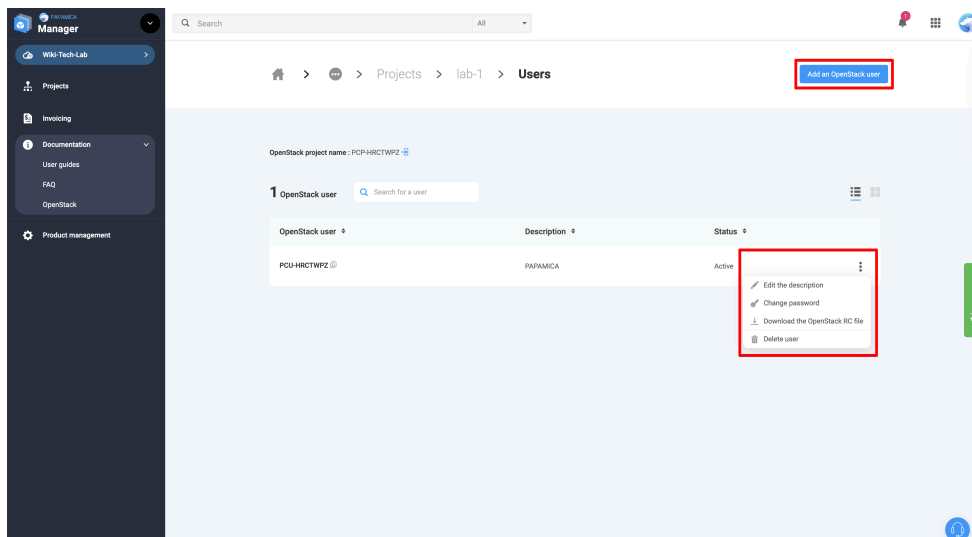 PAPAMICA
Manager
Search
All
1
Wiki-Tech-Lab
Projects
Invoicing
Documentation
User guides
FAQ
OpenStack
Product management
Projects > lab-1 > Users
Add an OpenStack user
OpenStack project name : PCP-HRCTWPZ
1 OpenStack user
Search for a user
OpenStack user
Description
Status
PCU-HRCTWPZ
PAPAMICA
Active
Edit the description
Change password
Download the OpenStack RC file
Delete user